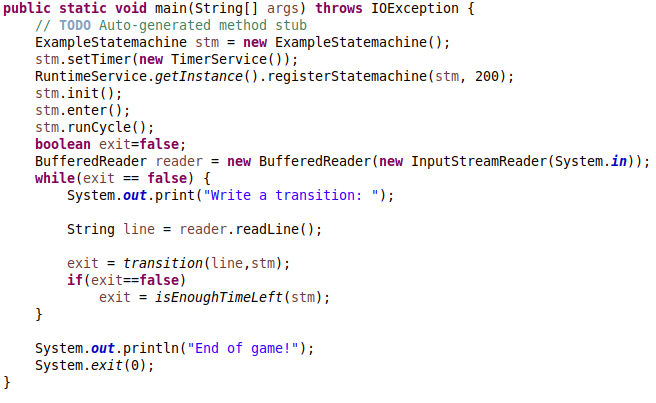 public static void main(String[] args) throws IOException {
    // TODO Auto-generated method stub
    ExampleStatemachine stm = new ExampleStatemachine();
    stm.setTimer(new TimerService());
    RuntimeService.getInstance().registerStatemachine(stm, 200);
    stm.init();
    stm.enter();
    stm.runCycle();
    boolean exit=false;
    BufferedReader reader = new BufferedReader(new InputStreamReader(System.in));
    while(exit == false) {
        System.out.print("Write a transition: ");

        String line = reader.readLine();

        exit = transition(line,stm);
        if(exit==false)
            exit = isEnoughTimeLeft(stm);
    }

    System.out.println("End of game!");
    System.exit(0);
}